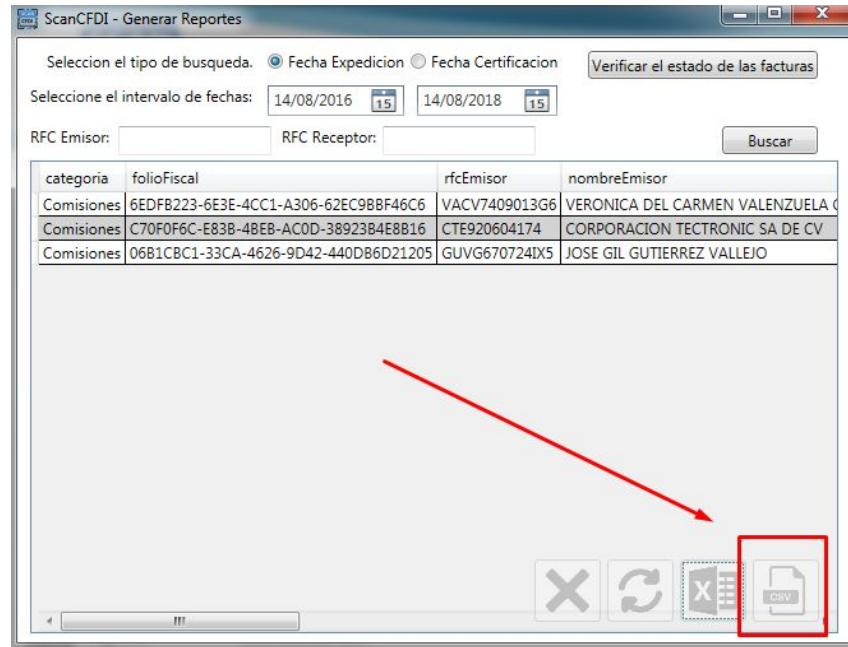 ScanCFDI - Generar Reportes
Seleccion el tipo de busqueda. Fecha Expedicion Fecha Certificacion Verificar el estado de las facturas
Seleccione el intervalo de fechas: 14/08/2016 15 14/08/2018 15
RFC Emisor: RFC Receptor: Buscar
categoria folioFiscal rfcEmisor nombreEmisor
Comisiones 6EDFB223-6E3E-4CC1-A306-62EC9BBF46C6 VACV7409013G6 VERONICA DEL CARMEN VALENZUELA
Comisiones C70F0F6C-E83B-4BEB-AC0D-38923B4E8B16 CTE920604174 CORPORACION TECTRONIC SA DE CV
Comisiones 06B1CBC1-33CA-4626-9D42-440DB6D21205 GUVG670724IX5 JOSE GIL GUTIERREZ VALLEJO
X CSV